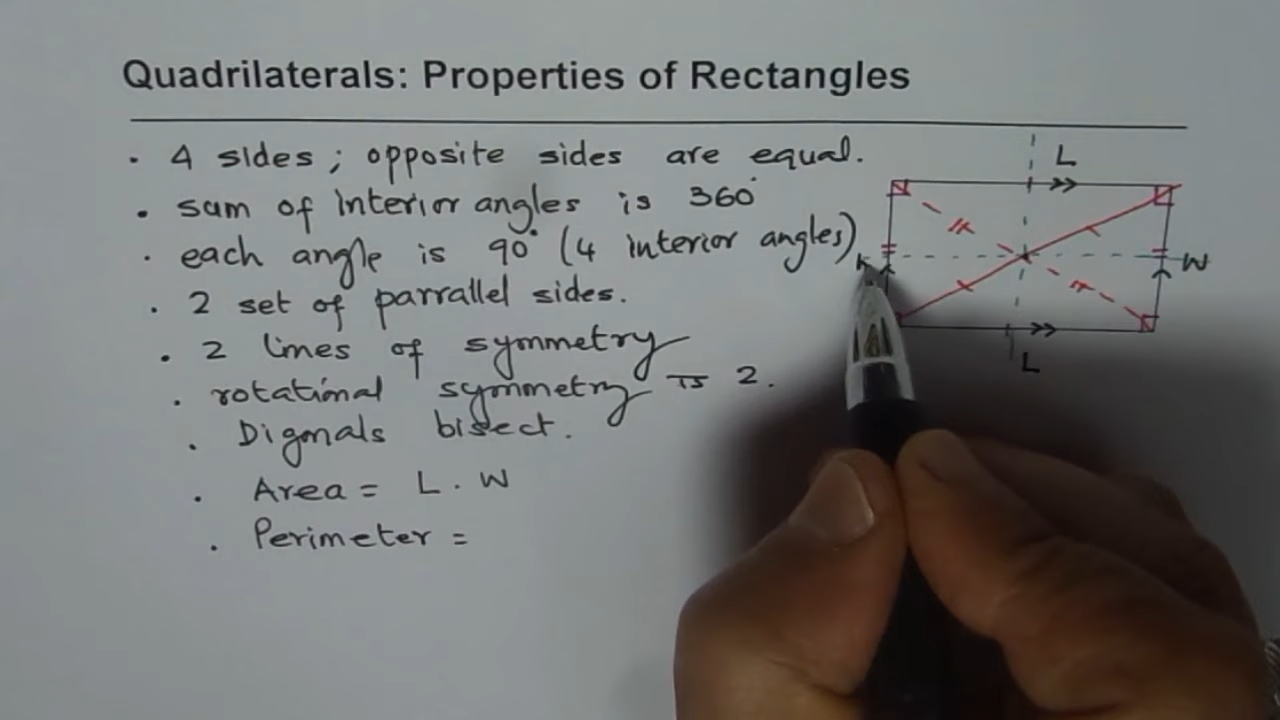 Quadrilaterals: Properties of Rectangles
. 4 sides ; opposite sides are equal.
. sum of interior angles is 360°
. each angle is 90° (4 interior angles)
. 2 set of parrallel sides.
. 2 lines of symmetry
. rotational symmetry is 2.
. Digonals bisect.
. Area = L . W
. Perimeter =
L
W
L